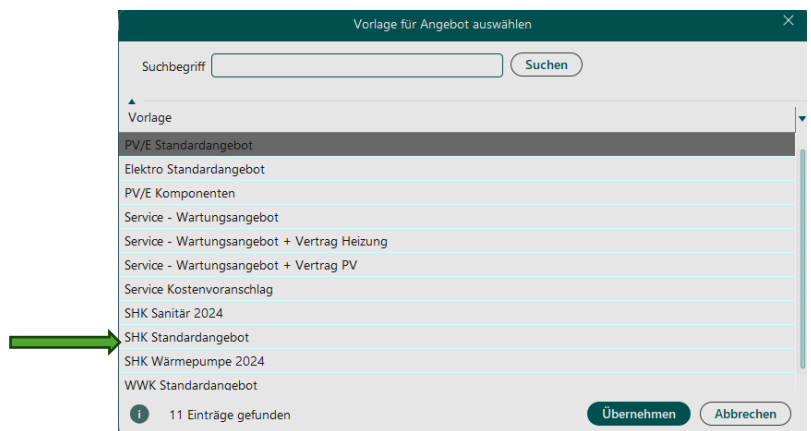 Vorlage für Angebot auswählen
Suchbegriff
Suchen
Vorlage
PV/E Standardangebot
Elektro Standardangebot
PV/E Komponenten
Service - Wartungsangebot
Service - Wartungsangebot + Vertrag Heizung
Service - Wartungsangebot + Vertrag PV
Service Kostenvoranschlag
SHK Sanitär 2024
SHK Standardangebot
SHK Wärmepumpe 2024
WWK Standardangebot
i 11 Einträge gefunden Übernehmen Abbrechen